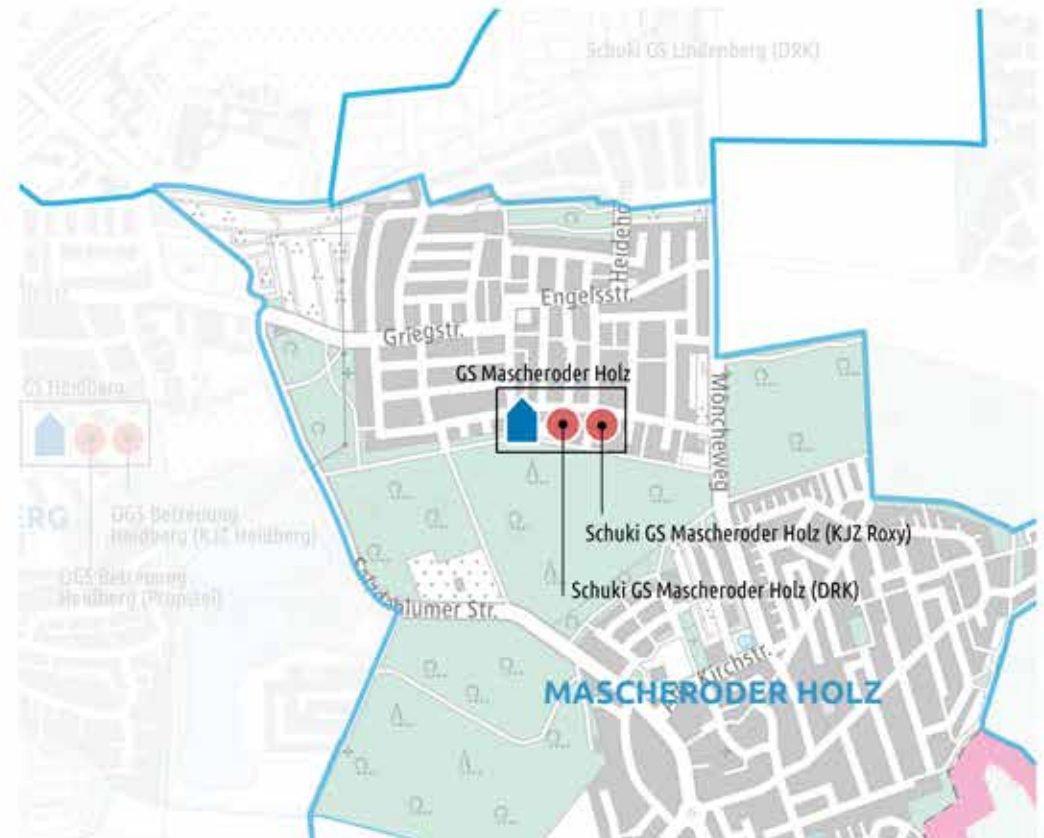 Schuki GS Lindenberg (DRK)
Heideho
Engelsstr.
Griegstr.
GS Mascheroder Holz
GS Heidberg
Möncheweg
ERG
OGS Betreuung
Heidberg (KJZ Heidberg)
Schuki GS Mascheroder Holz (KJZ Roxy)
OGS Betreuung
Heidberg (Propstei)
Schuki GS Mascheroder Holz (DRK)
Str.
Kirchstr.
MASCHERODER HOLZ